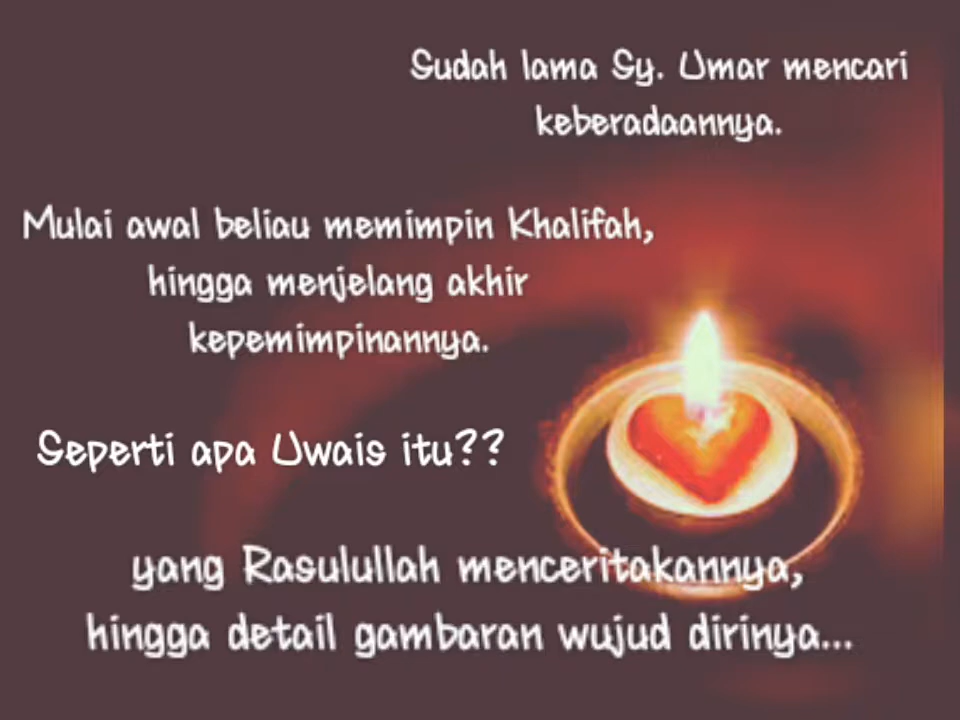 Sudah lama Sy. Umar mencari
keberadaannya.
Mulai awal beliau memimpin Khalifah,
hingga menjelang akhir
kepemimpinannya.
Seperti apa Uwais itu??
yang Rasulullah menceritakannya,
hingga detail gambaran wujud dirinya...